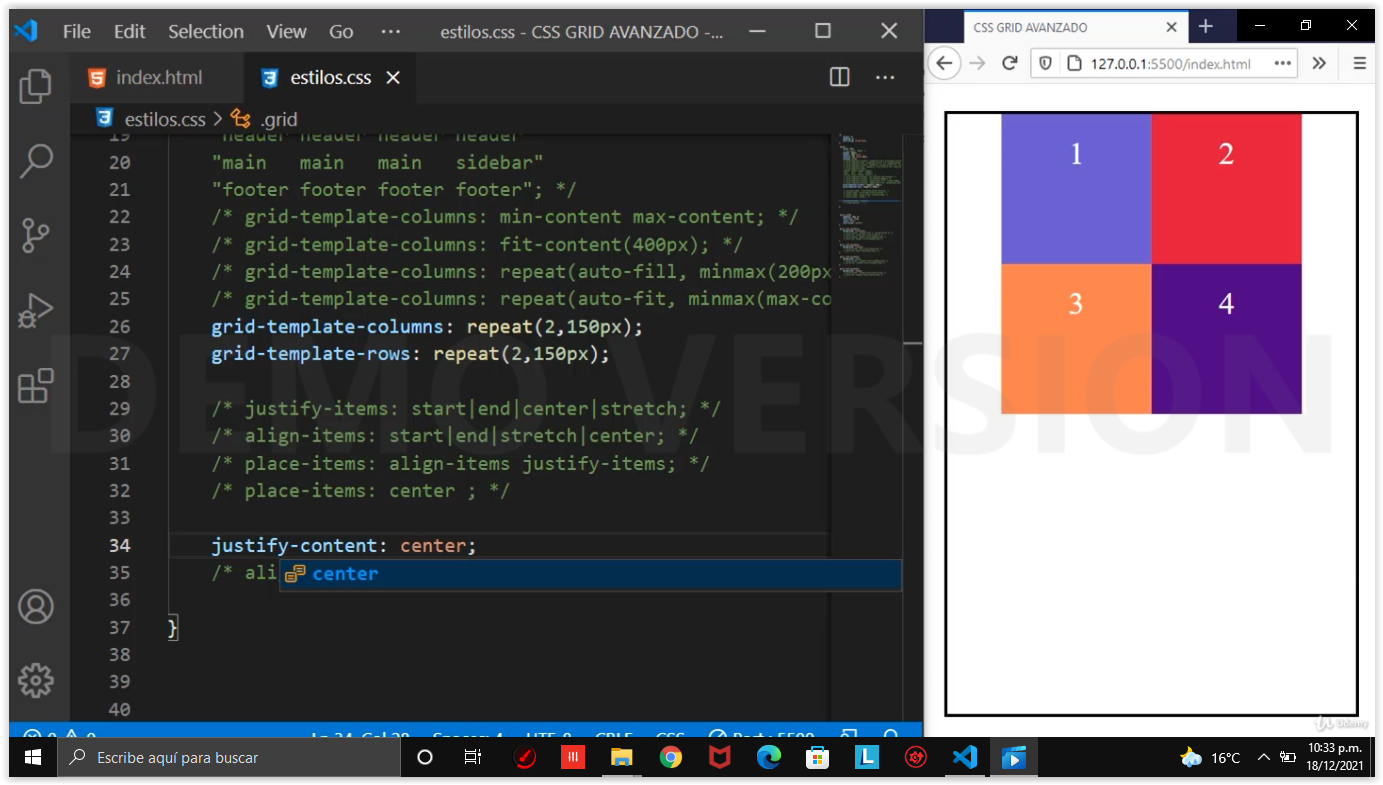 File Edit Selection View Go ··· estilos.css - CSS GRID AVANZADO -...
index.html estilos.css
estilos.css > .grid
19 "header header header header"
20 "main main main sidebar"
21 "footer footer footer footer"; */
22 /* grid-template-columns: min-content max-content; */
23 /* grid-template-columns: fit-content(400px); */
24 /* grid-template-columns: repeat(auto-fill, minmax(200px
25 /* grid-template-columns: repeat(auto-fit, minmax(max-co
26 grid-template-columns: repeat(2,150px);
27 grid-template-rows: repeat(2,150px);
28
29 /* justify-items: start|end|center|stretch; */
30 /* align-items: start|end|stretch|center; */
31 /* place-items: align-items justify-items; */
32 /* place-items: center ; */
33
34 justify-content: center;
35 /* ali
center
36
37 }
38
39
40
CSS GRID AVANZADO
127.0.0.1:5500/index.html
1 2
3 4
DEMO VERSION
Udemy
Escribe aquí para buscar
16°C
10:33 p.m.
18/12/2021